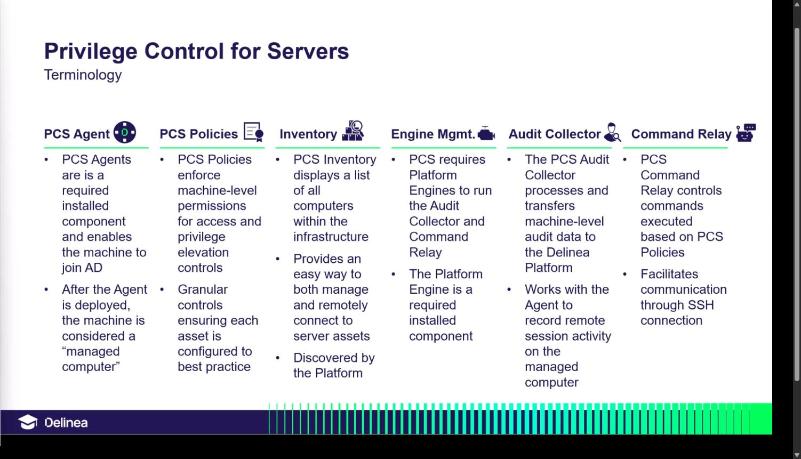 Privilege Control for Servers
Terminology
PCS Agent
• PCS Agents
are is a
required
installed
component
and enables
the machine to
join AD
• After the Agent
is deployed,
the machine is
considered a
“managed
computer”
PCS Policies
• PCS Policies
enforce
machine-level
permissions
for access and
privilege
elevation
controls
• Granular
controls
ensuring each
asset is
configured to
best practice
Inventory
• PCS Inventory
displays a list
of all
computers
within the
infrastructure
• Provides an
easy way to
both manage
and remotely
connect to
server assets
• Discovered by
the Platform
Engine Mgmt.
• PCS requires
Platform
Engines to run
the Audit
Collector and
Command
Relay
• The Platform
Engine is a
required
installed
component
Audit Collector
• The PCS Audit
Collector
processes and
transfers
machine-level
audit data to
the Delinea
Platform
• Works with the
Agent to
record remote
session activity
on the
managed
computer
Command Relay
• PCS
Command
Relay controls
commands
executed
based on PCS
Policies
• Facilitates
communication
through SSH
connection
Delinea